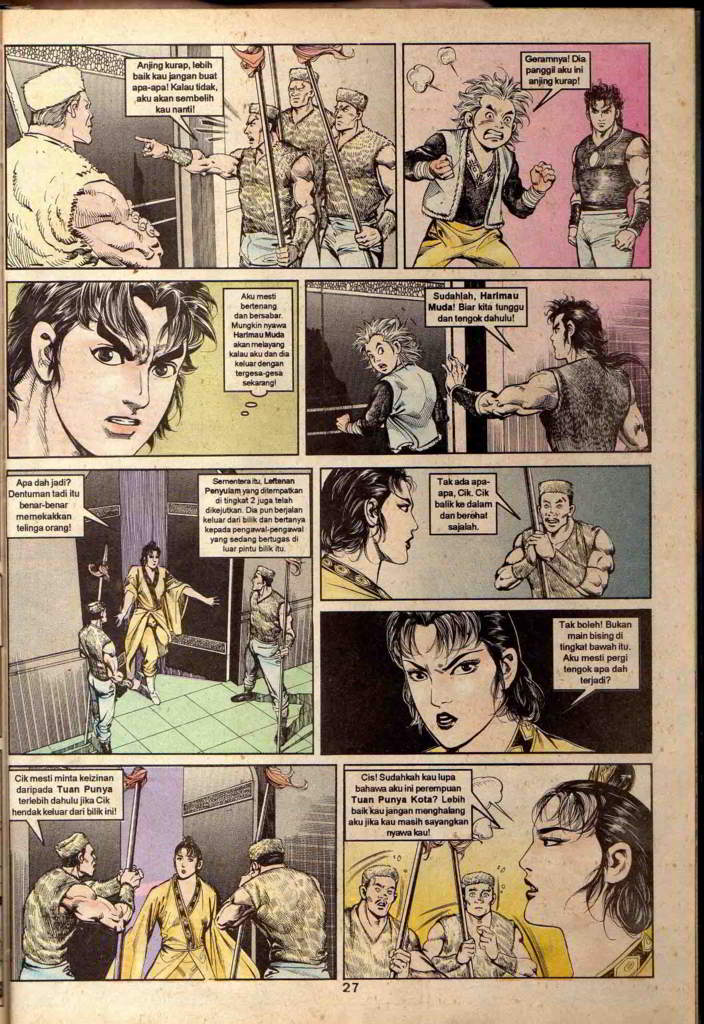 Anjing kurap, lebih
baik kau jangan buat
apa-apa! Kalau tidak,
aku akan sembelih
kau nanti!
Geramnya! Dia
panggil aku ini
anjing kurap!
Aku mesti
bertenang
dan bersabar.
Mungkin nyawa
Harimau Muda
akan melayang
kalau aku dan dia
keluar dengan
tergesa-gesa
sekarang!
Sudahlah, Harimau
Muda! Biar kita tunggu
dan tengok dahulu!
Apa dah jadi?
Dentuman tadi itu
benar-benar
memekakkan
telinga orang!
Sementera itu, Leftenan
Penyulam yang ditempatkan
di tingkat 2 juga telah
dikejutkan. Dia pun berjalan
keluar dari bilik dan bertanya
kepada pengawal-pengawal
yang sedang bertugas di
luar pintu bilik itu.
Tak ada apa-
apa, Cik. Cik
balik ke dalam
dan berehat
sajalah.
Tak boleh! Bukan
main bising di
tingkat bawah itu.
Aku mesti pergi
tengok apa dah
terjadi?
Cik mesti minta keizinan
daripada Tuan Punya
terlebih dahulu jika Cik
hendak keluar dari bilik ini!
Cis! Sudahkah kau lupa
bahawa aku ini perempuan
Tuan Punya Kota? Lebih
baik kau jangan menghalang
aku jika kau masih sayangkan
nyawa kau!
27